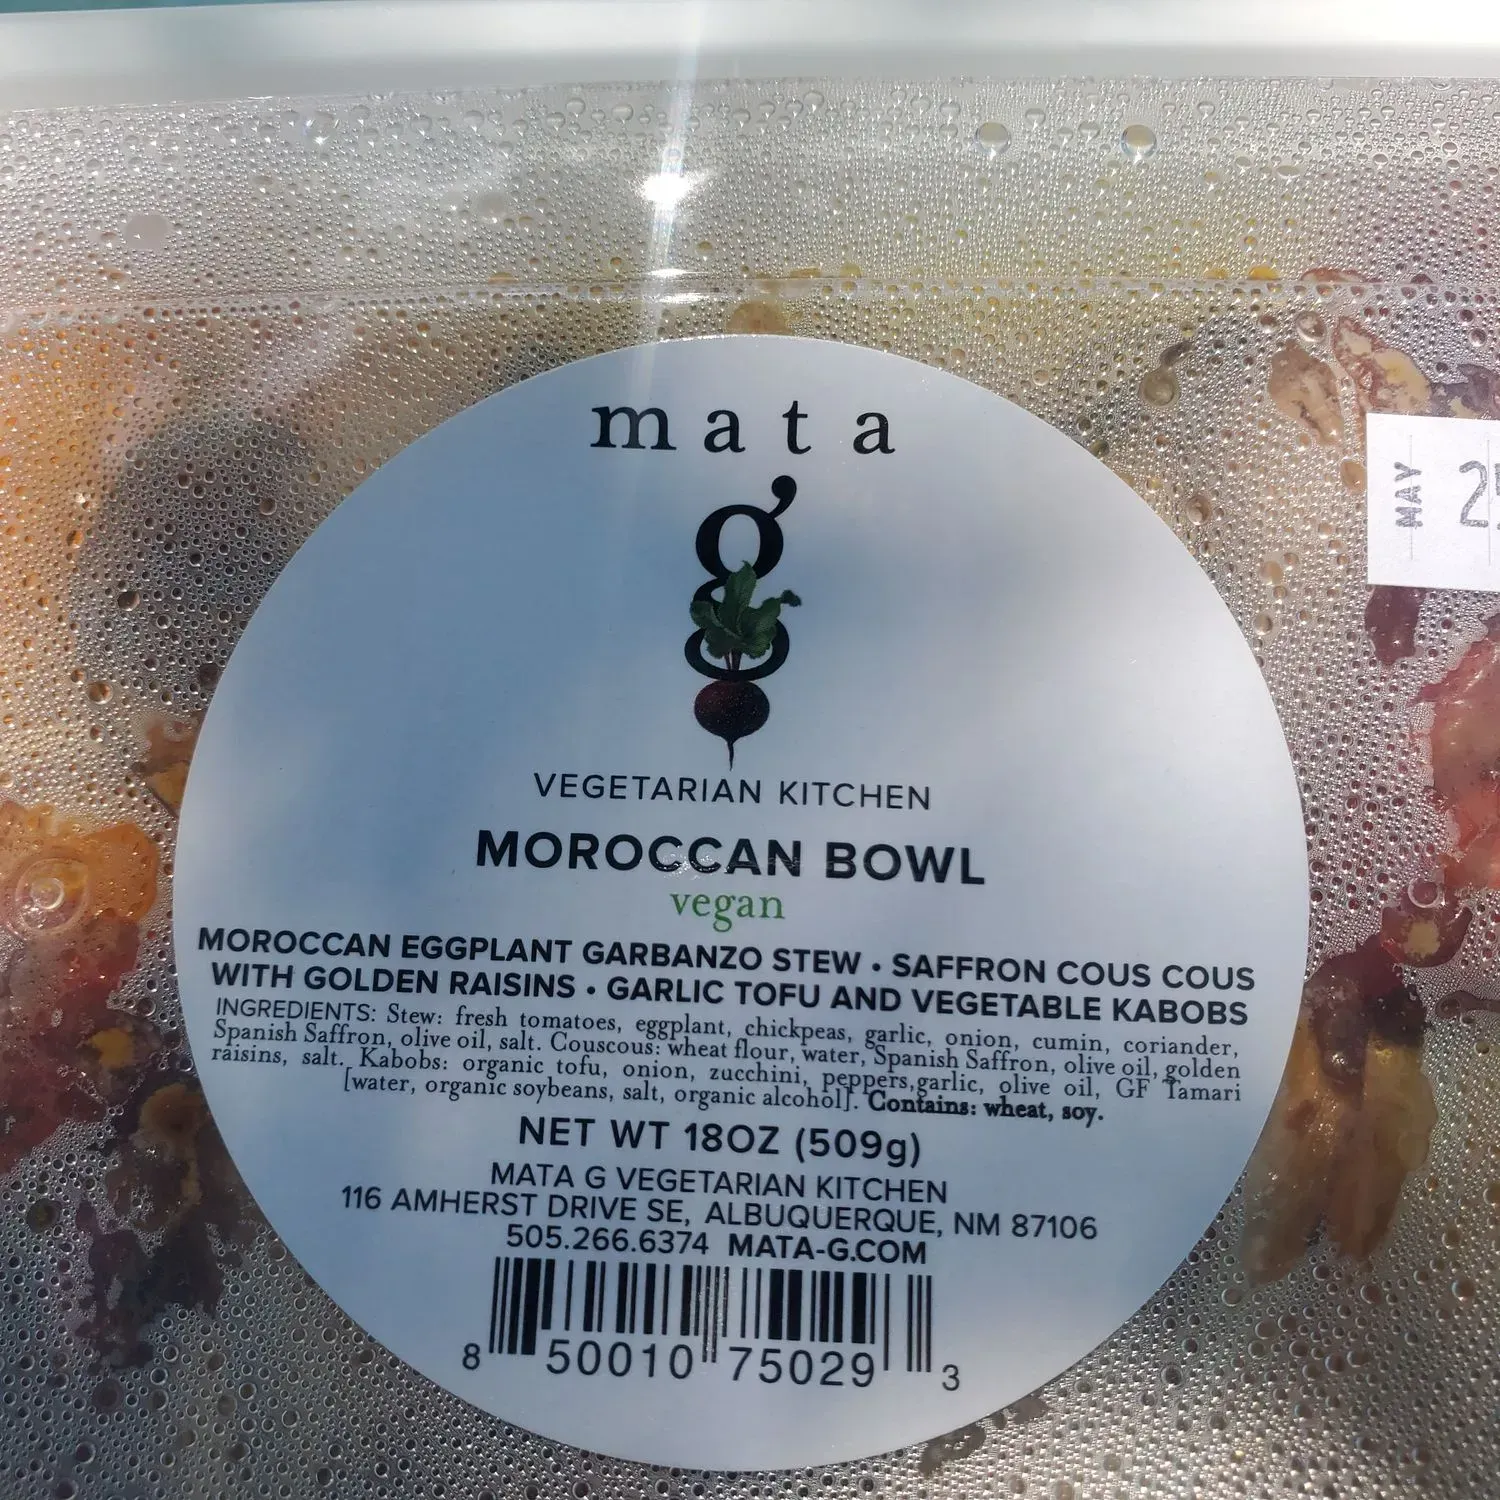 mata
g
VEGETARIAN KITCHEN
MOROCCAN BOWL
vegan
MOROCCAN EGGPLANT GARBANZO STEW • SAFFRON COUS COUS
WITH GOLDEN RAISINS • GARLIC TOFU AND VEGETABLE KABOBS
INGREDIENTS: Stew: fresh tomatoes, eggplant, chickpeas, garlic, onion, cumin, coriander,
Spanish Saffron, olive oil, salt. Couscous: wheat flour, water, Spanish Saffron, olive oil, golden
raisins, salt. Kabobs: organic tofu, onion, zucchini, peppers,garlic, olive oil, GF Tamari
[water, organic soybeans, salt, organic alcohol]. Contains: wheat, soy.
NET WT 18OZ (509g)
MATA G VEGETARIAN KITCHEN
116 AMHERST DRIVE SE, ALBUQUERQUE, NM 87106
505.266.6374 MATA-G.COM
8 50010 75029 3
MAY